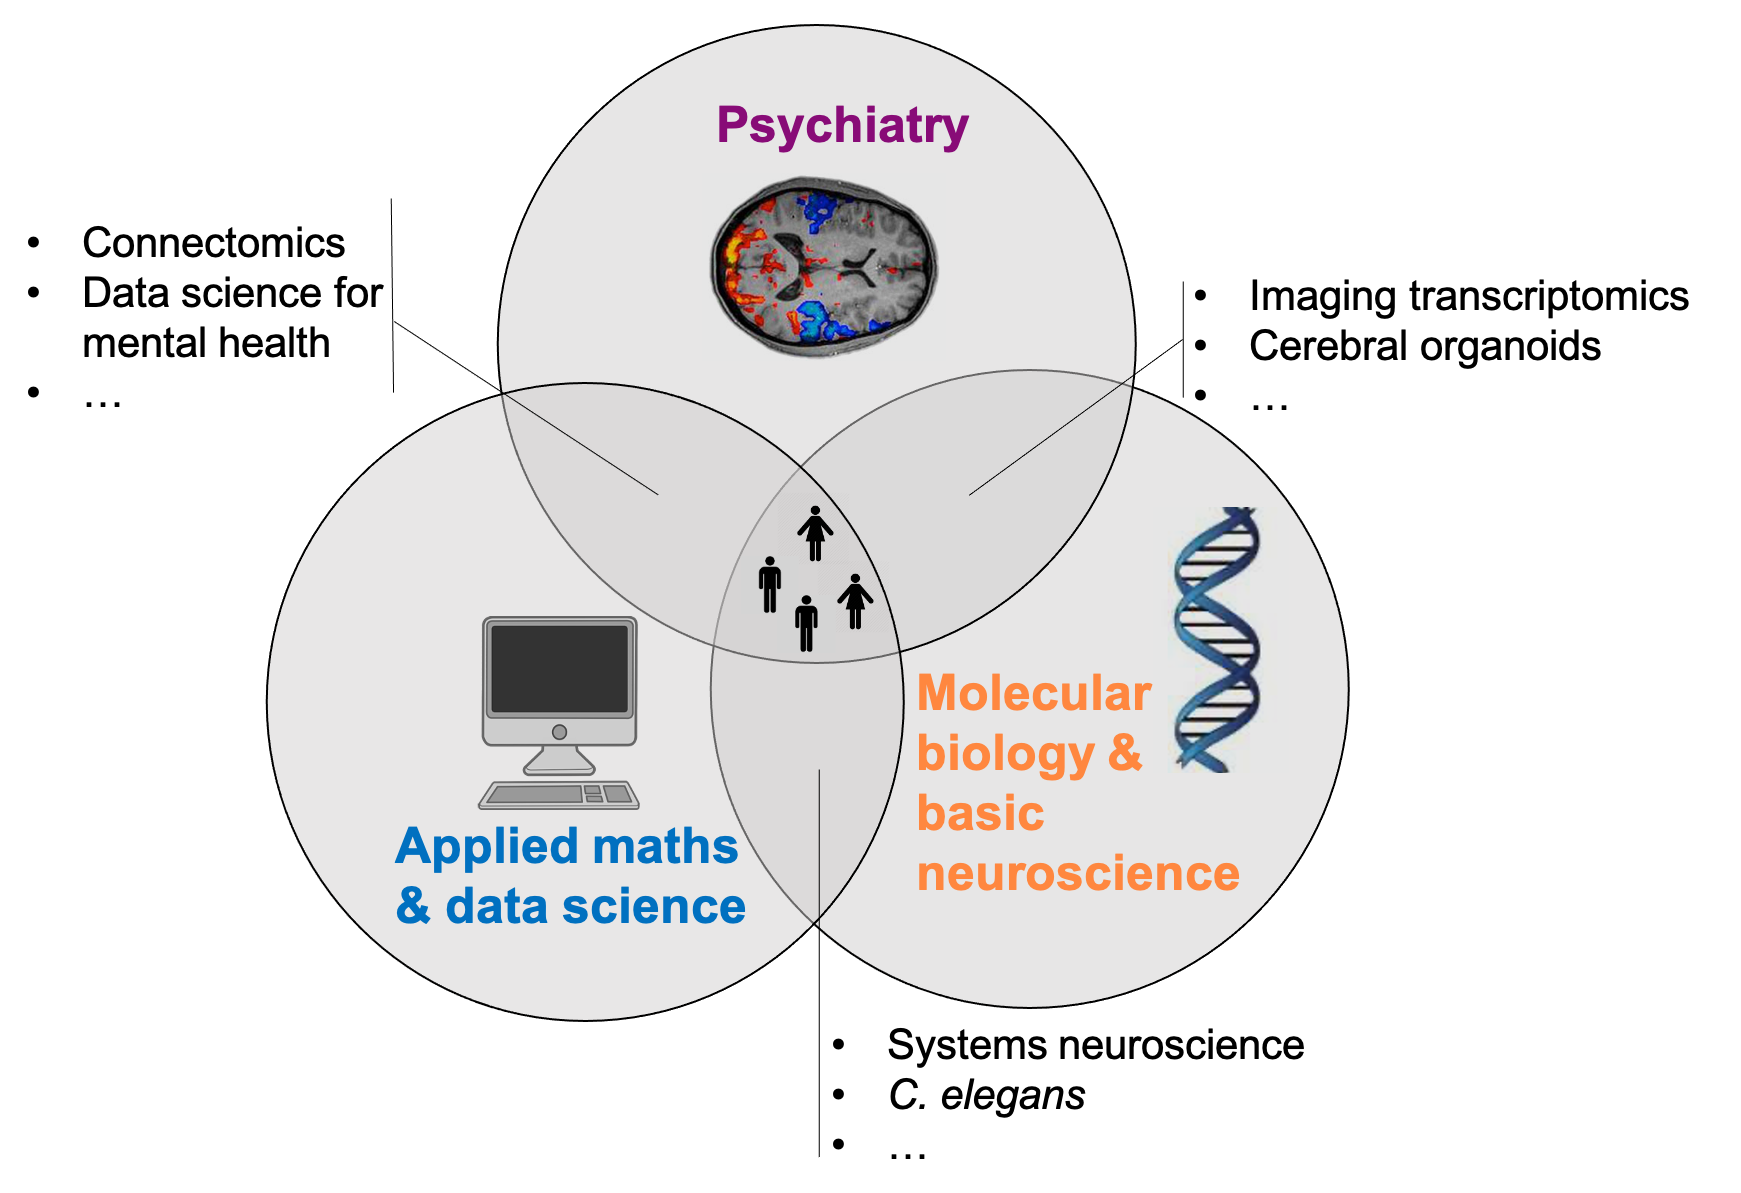 Psychiatry
• Connectomics
• Data science for
mental health
• …
• Imaging transcriptomics
• Cerebral organoids
• …
Applied maths
& data science
Molecular
biology &
basic
neuroscience
• Systems neuroscience
• C. elegans
• …